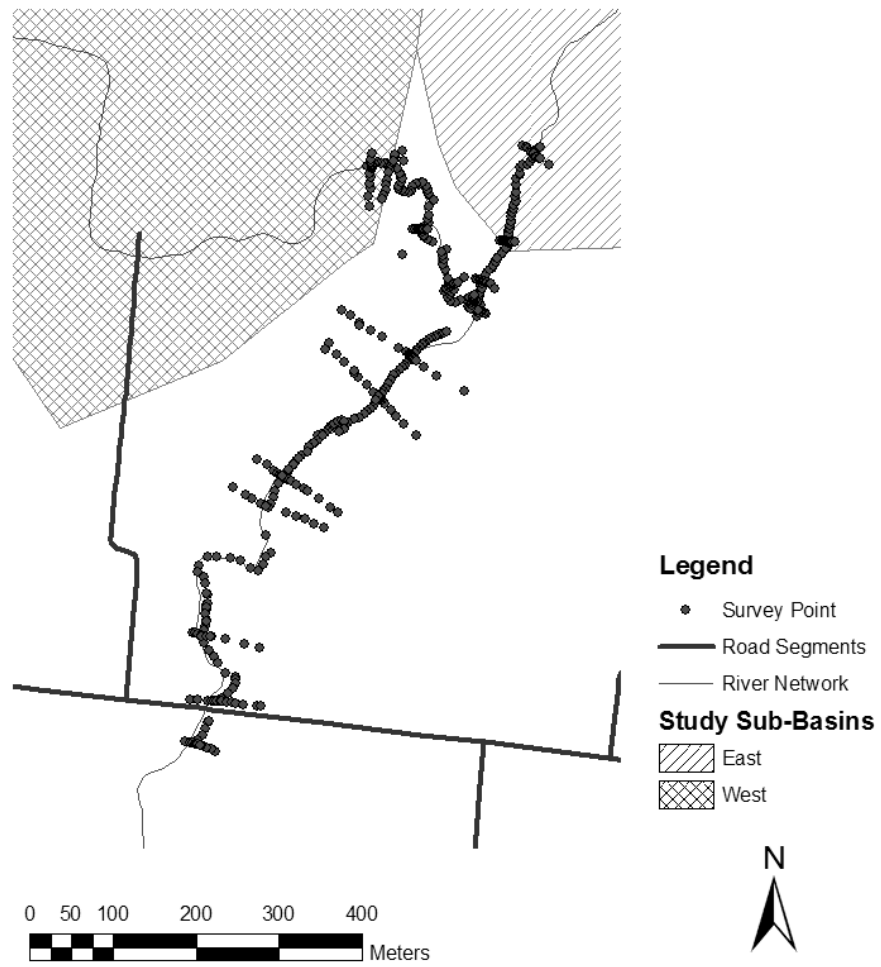 Legend
Survey Point
Road Segments
River Network
Study Sub-Basins
East
West
N
0 50 100 200 300 400
Meters